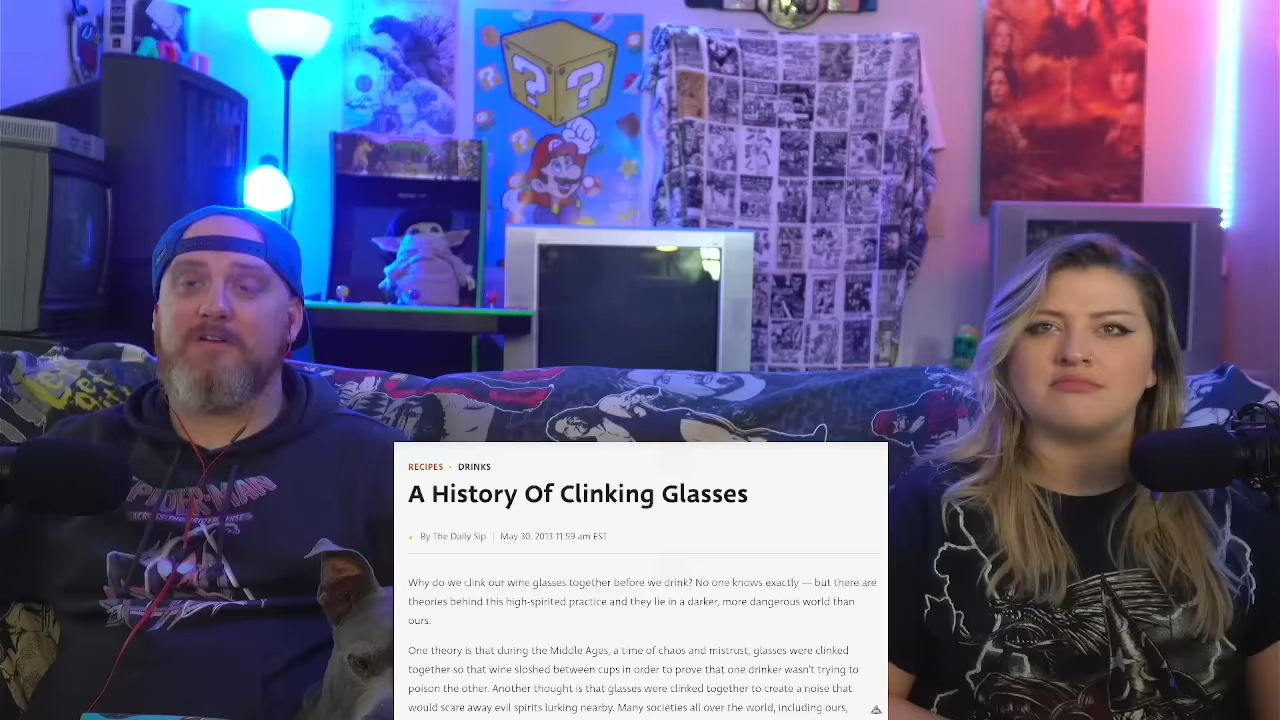 RECIPES DRINKS
A History Of Clinking Glasses
By The Daily Sip | May 30, 2013 11:59 am EST
Why do we clink our wine glasses together before we drink? No one knows exactly — but there are
theories behind this high-spirited practice and they lie in a darker, more dangerous world than
ours.
One theory is that during the Middle Ages, a time of chaos and mistrust, glasses were clinked
together so that wine sloshed between cups in order to prove that one drinker wasn't trying to
poison the other. Another thought is that glasses were clinked together to create a noise that
would scare away evil spirits lurking nearby. Many societies all over the world, including ours,
? ?
SPIDER-MAN
ACROSS THE SPIDER-VERSE